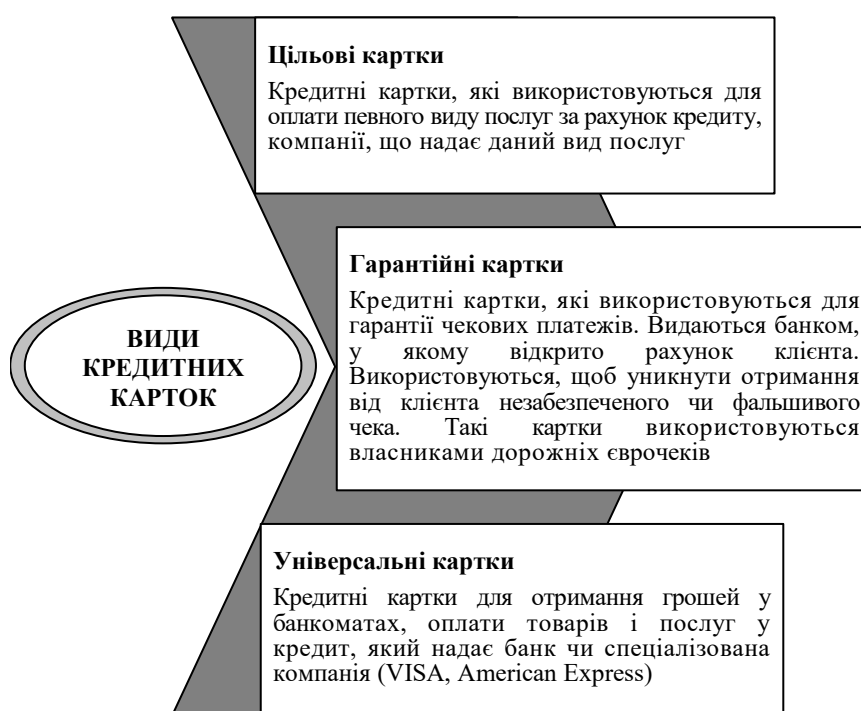 Цільові картки
Кредитні картки, які використовуються для
оплати певного виду послуг за рахунок кредиту,
компанії, що надає даний вид послуг
Гарантійні картки
Кредитні картки, які використовуються для
гарантії чекових платежів. Видаються банком,
у якому відкрито рахунок клієнта.
Використовуються, щоб уникнути отримання
від клієнта незабезпеченого чи фальшивого
чека. Такі картки використовуються
власниками дорожніх єврочеків
ВИДИ
КРЕДИТНИХ
КАРТОК
Універсальні картки
Кредитні картки для отримання грошей у
банкоматах, оплати товарів і послуг у
кредит, який надає банк чи спеціалізована
компанія (VISA, American Express)